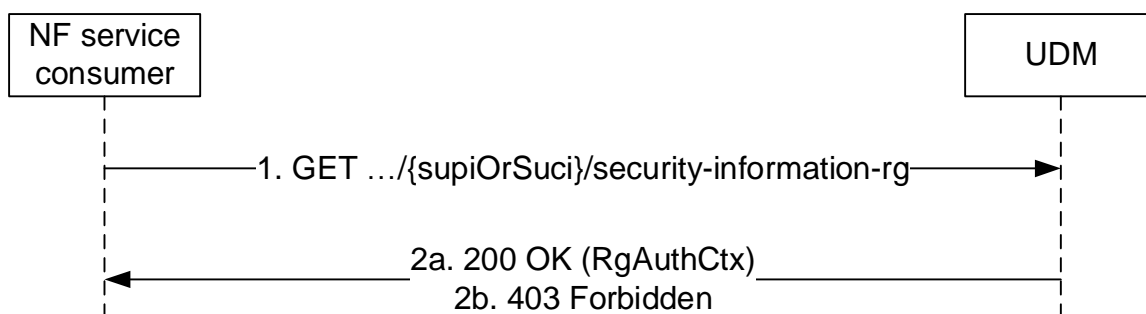 NF service
consumer
UDM
1. GET …/{supiOrSuci}/security-information-rg
2a. 200 OK (RgAuthCtx)
2b. 403 Forbidden